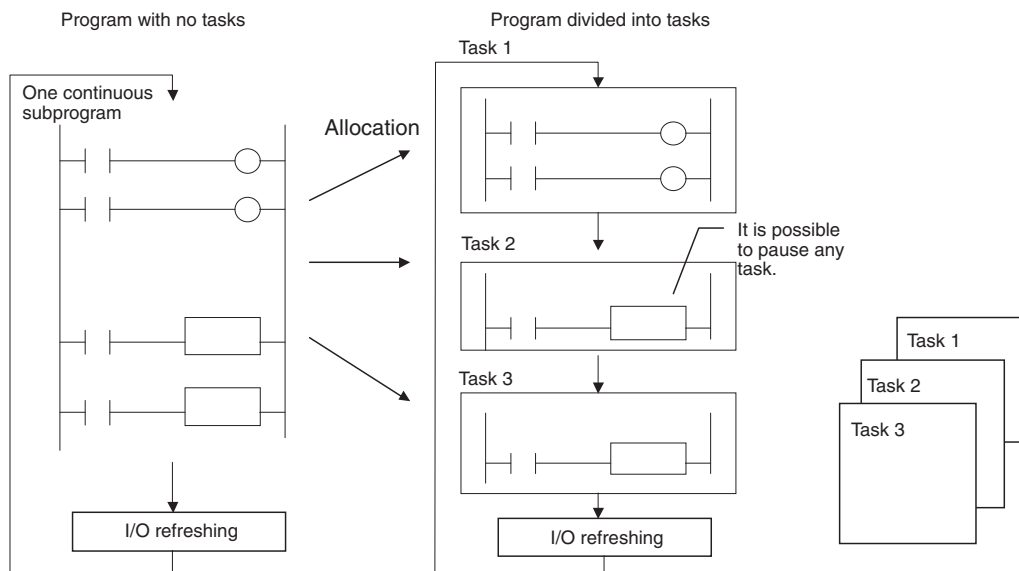 Program with no tasks
One continuous
subprogram
I/O refreshing
Allocation
Program divided into tasks
Task 1
Task 2
It is possible
to pause any
task.
Task 3
I/O refreshing
Task 1
Task 2
Task 3